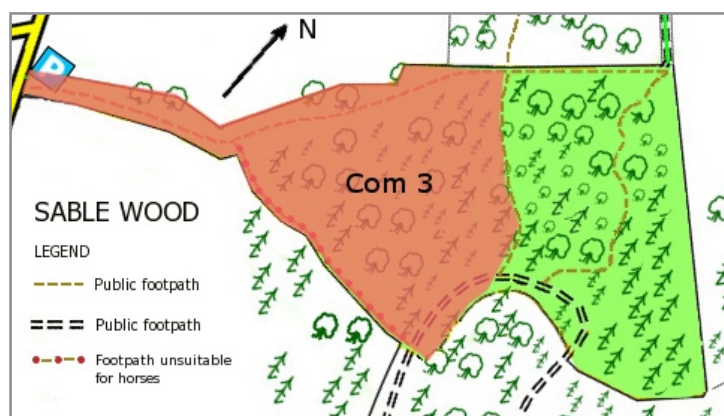 P
N
Com 3
SABLE WOOD
LEGEND
Public footpath
Public footpath
Footpath unsuitable
for horses